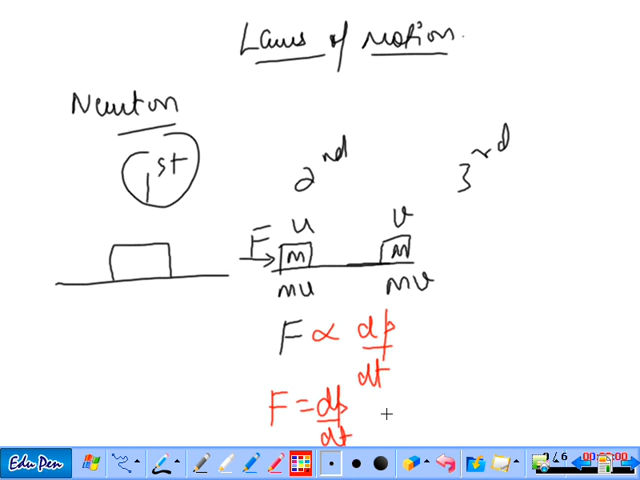 Laws of motion.
Newton
1st 2nd 3rd
u v
F m m
mu mv
F ∝ dp/dt
F = dp/dt
Edu Pen